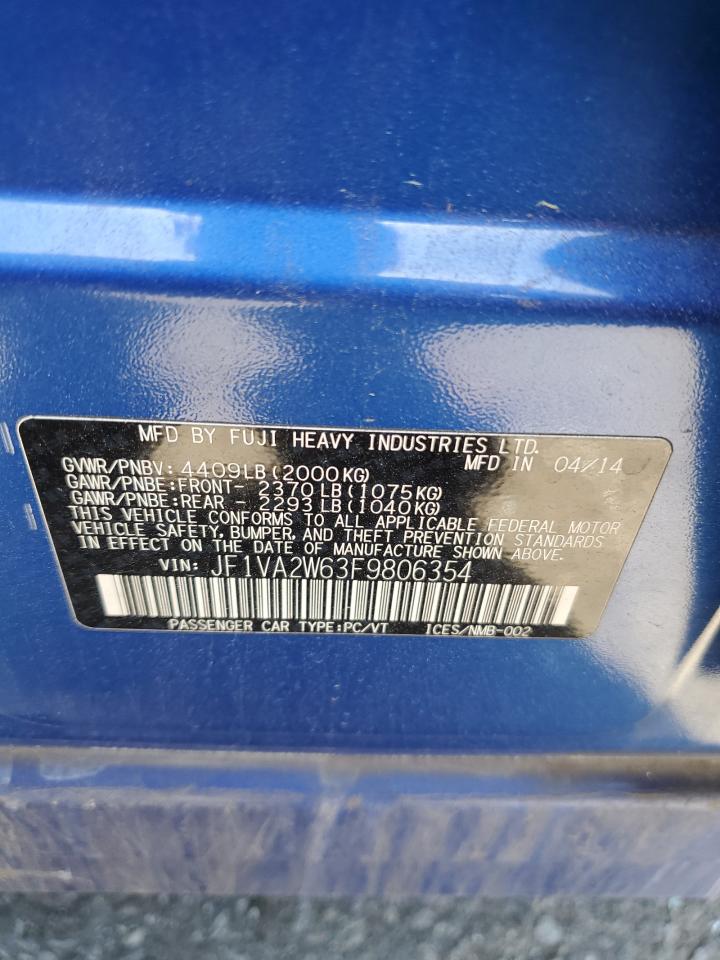 MFD BY FUJI HEAVY INDUSTRIES LTD.
GVWR/PNBV: 4409LB(2000KG) MFD IN 04/14
GAWR/PNBE:FRONT- 2370LB(1075KG)
GAWR/PNBE:REAR - 2293LB(1040KG)
THIS VEHICLE CONFORMS TO ALL APPLICABLE FEDERAL MOTOR
VEHICLE SAFETY, BUMPER, AND THEFT PREVENTION STANDARDS
IN EFFECT ON THE DATE OF MANUFACTURE SHOWN ABOVE.
VIN: JF1VA2W63F9806354
PASSENGER CAR TYPE:PC/VT ICES/NMB-002